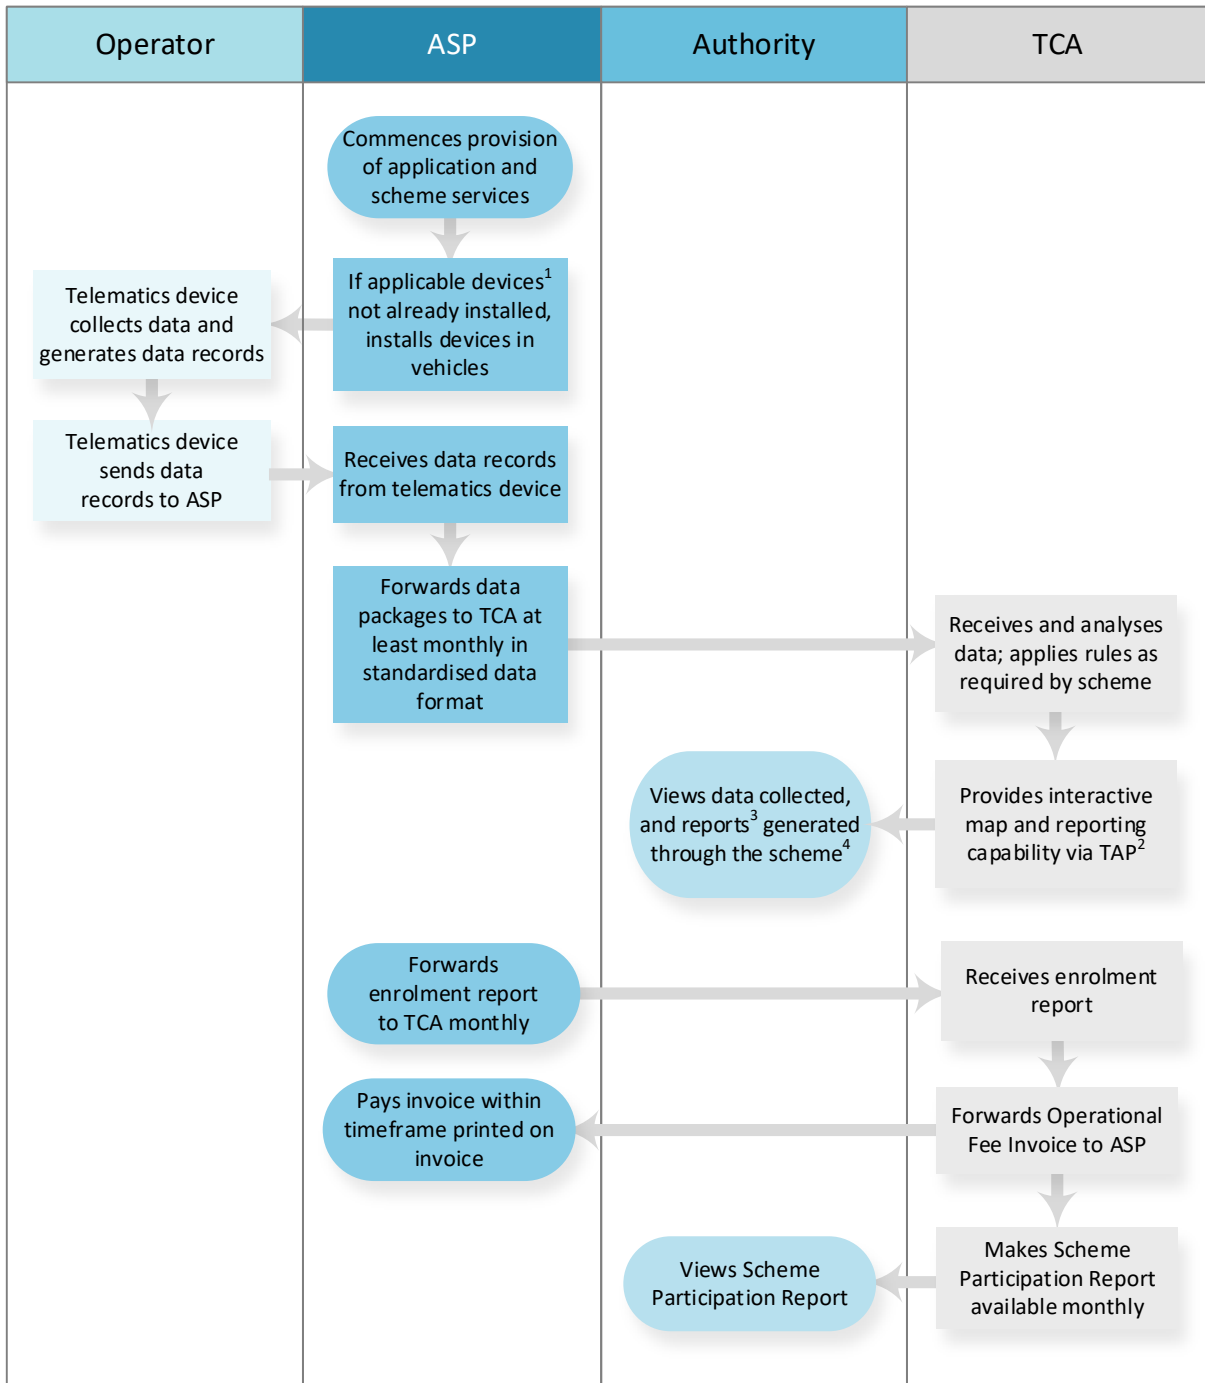 Operator
ASP
Authority
TCA
Commences provision
of application and
scheme services
If applicable devices¹
not already installed,
installs devices in
vehicles
Telematics device
collects data and
generates data records
Telematics device
sends data
records to ASP
Receives data records
from telematics device
Forwards data
packages to TCA at
least monthly in
standardised data
format
Receives and analyses
data; applies rules as
required by scheme
Provides interactive
map and reporting
capability via TAP²
Views data collected,
and reports³ generated
through the scheme⁴
Forwards
enrolment report
to TCA monthly
Receives enrolment
report
Forwards Operational
Fee Invoice to ASP
Pays invoice within
timeframe printed on
invoice
Makes Scheme
Participation Report
available monthly
Views Scheme
Participation Report